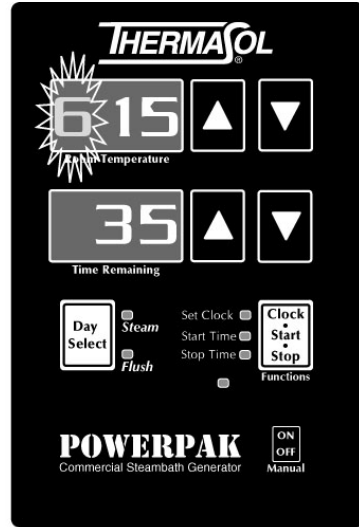 THERMASOL
®
615
Room Temperature
35
Time Remaining
Day
Select
Steam
Flush
Set Clock
Start Time
Stop Time
Clock
•
Start
•
Stop
Functions
POWERPAK
Commercial Steambath Generator
ON
OFF
Manual